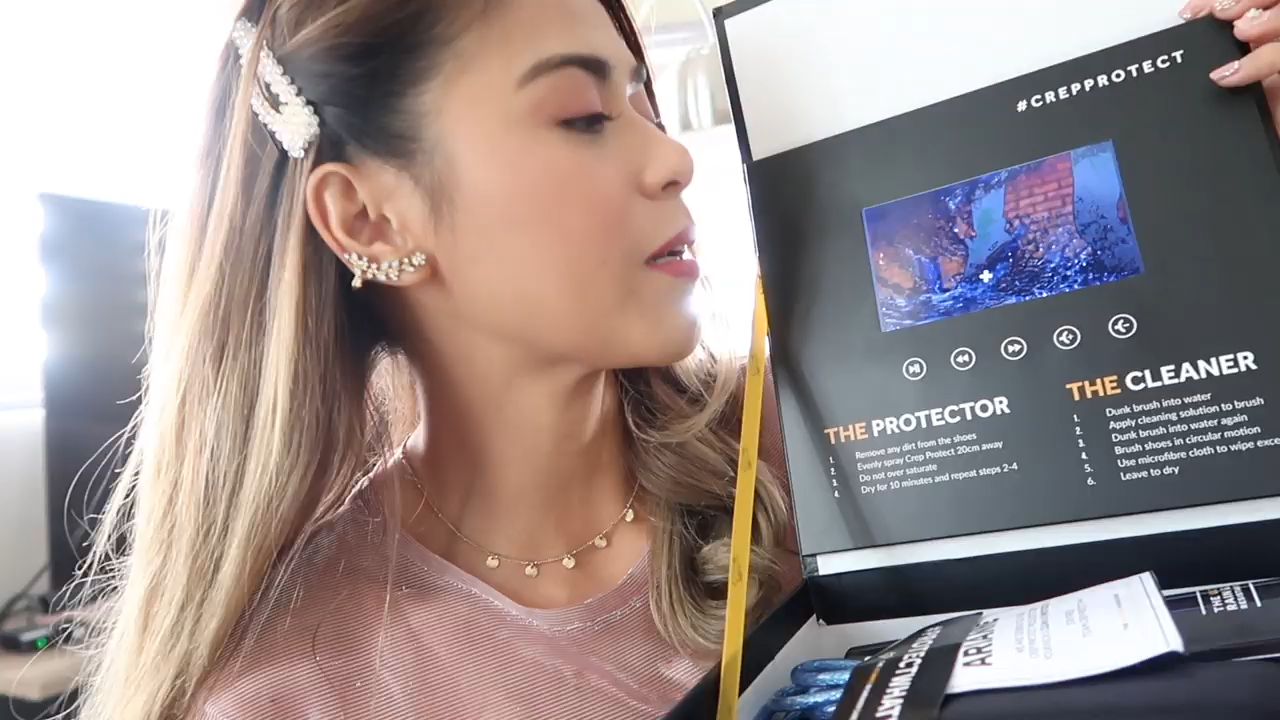 #CREPPROTECT
THE PROTECTOR
1. Remove any dirt from the shoes
2. Evenly spray Crep Protect 20cm away
3. Do not over saturate
4. Dry for 10 minutes and repeat steps 2-4
THE CLEANER
1. Dunk brush into water
2. Apply cleaning solution to brush
3. Dunk brush into water again
4. Brush shoes in circular motion
5. Use microfibre cloth to wipe exce
6. Leave to dry